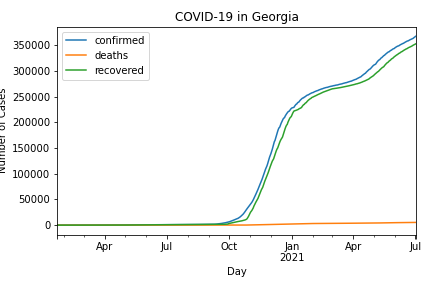 COVID-19 in Georgia
confirmed
deaths
recovered
350000
300000
250000
200000
150000
100000
50000
0
Number of Cases
Apr
Jul
Oct
Jan
2021
Apr
Jul
Day